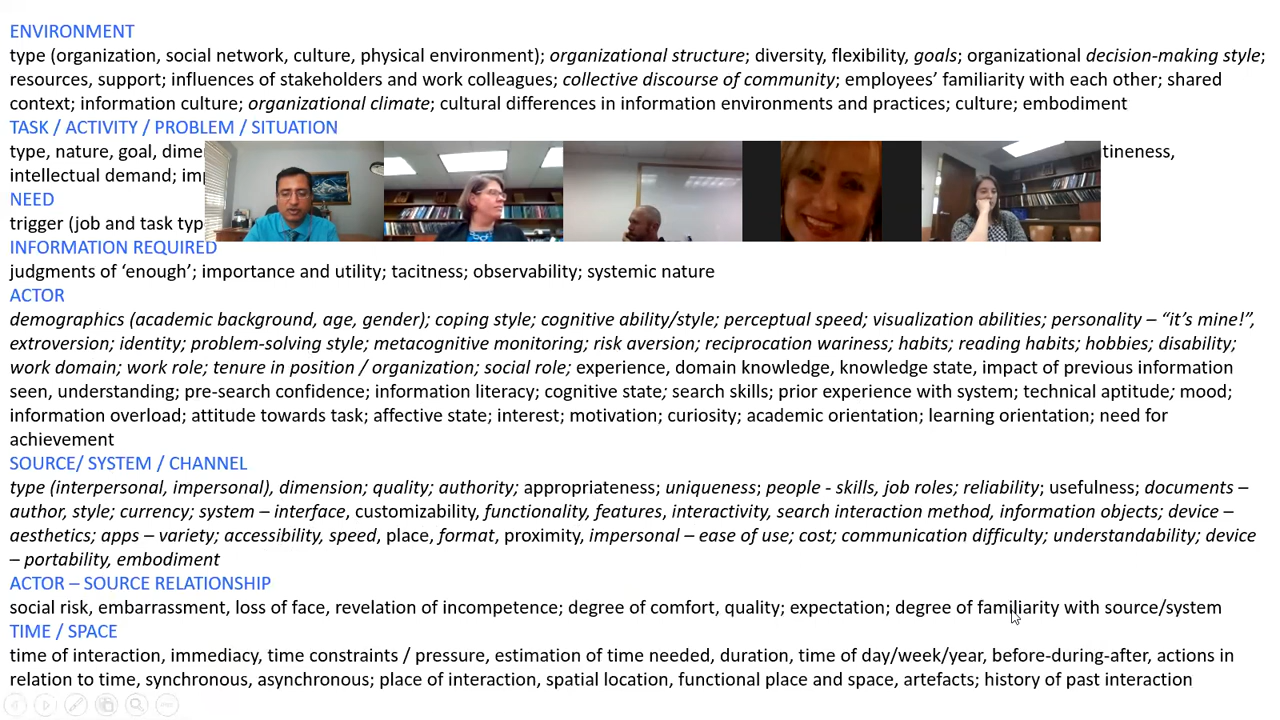 ENVIRONMENT
type (organization, social network, culture, physical environment); organizational structure; diversity, flexibility, goals; organizational decision-making style;
resources, support; influences of stakeholders and work colleagues; collective discourse of community; employees’ familiarity with each other; shared
context; information culture; organizational climate; cultural differences in information environments and practices; culture; embodiment
TASK / ACTIVITY / PROBLEM / SITUATION
type, nature, goal,
intellectual demand;
NEED
trigger (job and task
INFORMATION REQUIRED
judgments of ‘enough’; importance and utility; tacitness; observability; systemic nature
ACTOR
demographics (academic background, age, gender); coping style; cognitive ability/style; perceptual speed; visualization abilities; personality – “it’s mine!”,
extroversion; identity; problem-solving style; metacognitive monitoring; risk aversion; reciprocation wariness; habits; reading habits; hobbies; disability;
work domain; work role; tenure in position / organization; social role; experience, domain knowledge, knowledge state, impact of previous information
seen, understanding; pre-search confidence; information literacy; cognitive state; search skills; prior experience with system; technical aptitude; mood;
information overload; attitude towards task; affective state; interest; motivation; curiosity; academic orientation; learning orientation; need for
achievement
SOURCE/ SYSTEM / CHANNEL
type (interpersonal, impersonal), dimension; quality; authority; appropriateness; uniqueness; people - skills, job roles; reliability; usefulness; documents –
author, style; currency; system – interface, customizability, functionality, features, interactivity, search interaction method, information objects; device –
aesthetics; apps – variety; accessibility, speed, place, format, proximity, impersonal – ease of use; cost; communication difficulty; understandability; device
– portability, embodiment
ACTOR – SOURCE RELATIONSHIP
social risk, embarrassment, loss of face, revelation of incompetence; degree of comfort, quality; expectation; degree of familiarity with source/system
TIME / SPACE
time of interaction, immediacy, time constraints / pressure, estimation of time needed, duration, time of day/week/year, before-during-after, actions in
relation to time, synchronous, asynchronous; place of interaction, spatial location, functional place and space, artefacts; history of past interaction